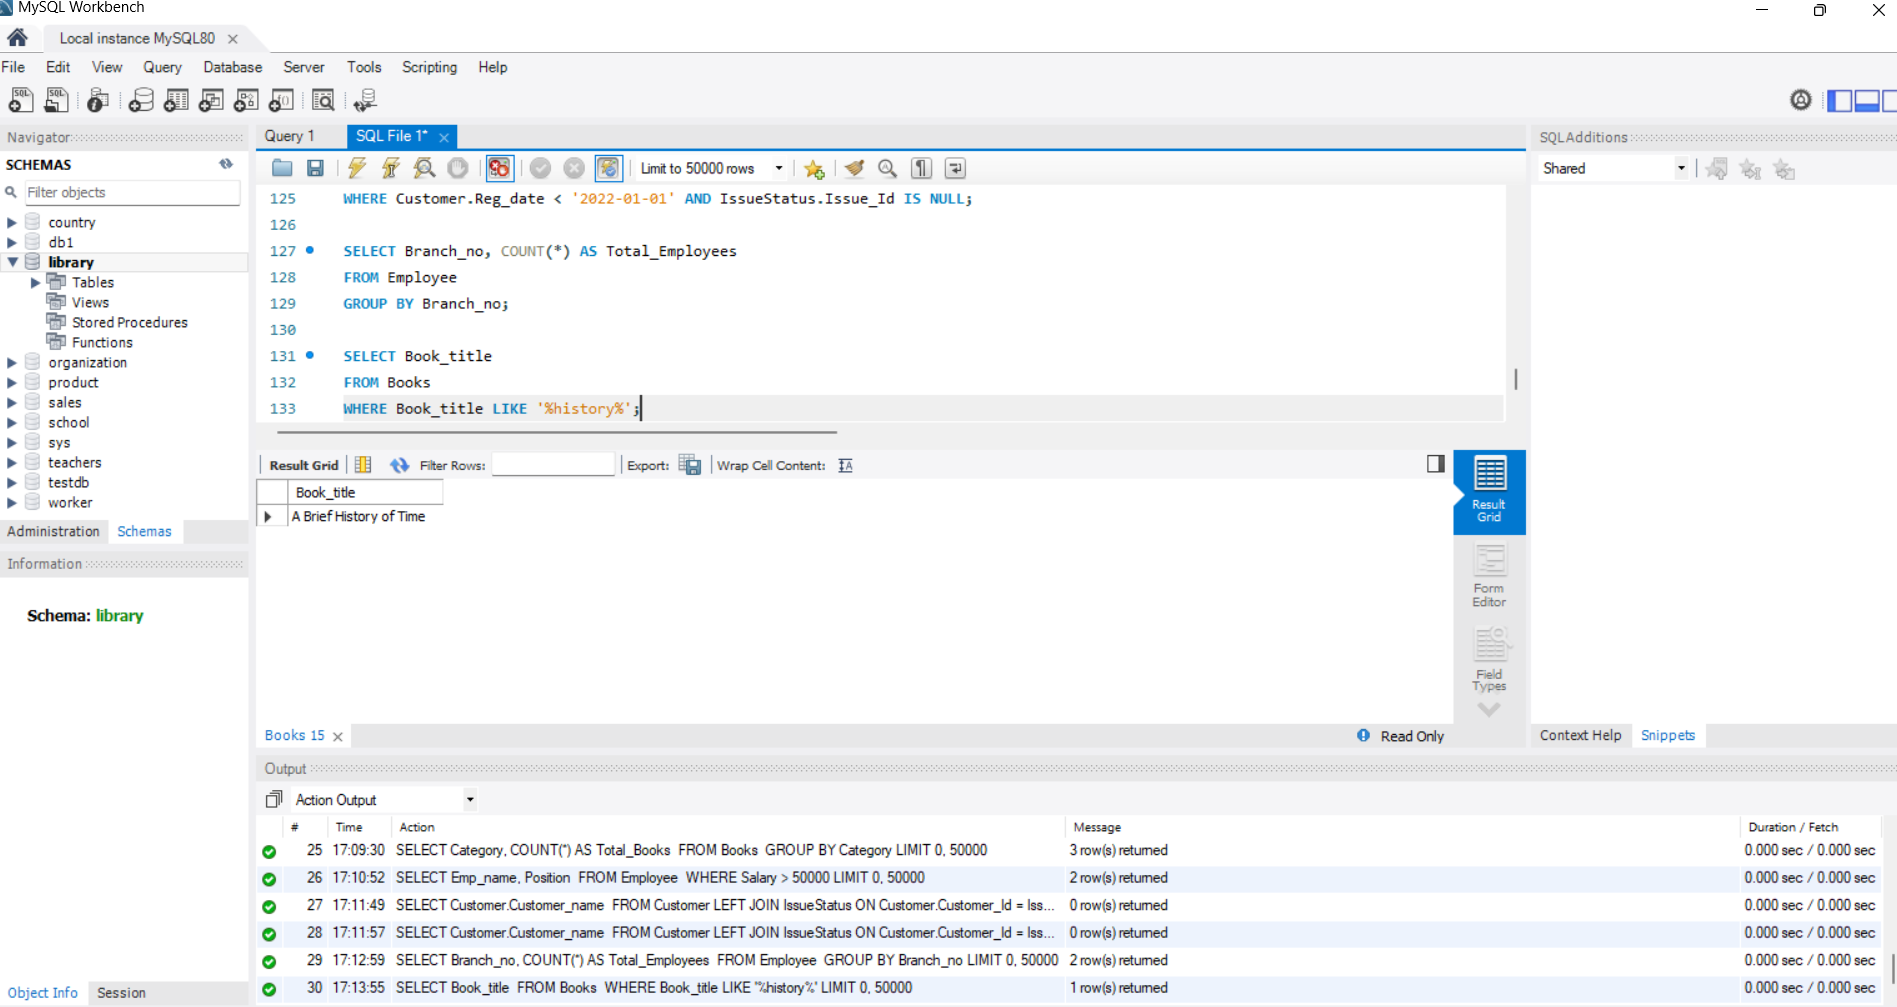 MySQL Workbench
Local instance MySQL80
File Edit View Query Database Server Tools Scripting Help
Navigator
SCHEMAS
Filter objects
country
db1
library
Tables
Views
Stored Procedures
Functions
organization
product
sales
school
sys
teachers
testdb
worker
Administration Schemas
Information
Schema: library
Object Info Session
Query 1 SQL File 1*
Limit to 50000 rows
125 WHERE Customer.Reg_date < '2022-01-01' AND IssueStatus.Issue_Id IS NULL;
126
127 SELECT Branch_no, COUNT(*) AS Total_Employees
128 FROM Employee
129 GROUP BY Branch_no;
130
131 SELECT Book_title
132 FROM Books
133 WHERE Book_title LIKE '%history%';
Result Grid Filter Rows: Export: Wrap Cell Content:
Book_title
A Brief History of Time
Result Grid
Form Editor
Field Types
Books 15
Read Only
SQLAdditions
Shared
Context Help Snippets
Output
Action Output
# Time Action Message Duration / Fetch
25 17:09:30 SELECT Category, COUNT(*) AS Total_Books FROM Books GROUP BY Category LIMIT 0, 50000 3 row(s) returned 0.000 sec / 0.000 sec
26 17:10:52 SELECT Emp_name, Position FROM Employee WHERE Salary > 50000 LIMIT 0, 50000 2 row(s) returned 0.000 sec / 0.000 sec
27 17:11:49 SELECT Customer.Customer_name FROM Customer LEFT JOIN IssueStatus ON Customer.Customer_Id = Iss... 0 row(s) returned 0.000 sec / 0.000 sec
28 17:11:57 SELECT Customer.Customer_name FROM Customer LEFT JOIN IssueStatus ON Customer.Customer_Id = Iss... 0 row(s) returned 0.000 sec / 0.000 sec
29 17:12:59 SELECT Branch_no, COUNT(*) AS Total_Employees FROM Employee GROUP BY Branch_no LIMIT 0, 50000 2 row(s) returned 0.000 sec / 0.000 sec
30 17:13:55 SELECT Book_title FROM Books WHERE Book_title LIKE '%history%' LIMIT 0, 50000 1 row(s) returned 0.000 sec / 0.000 sec